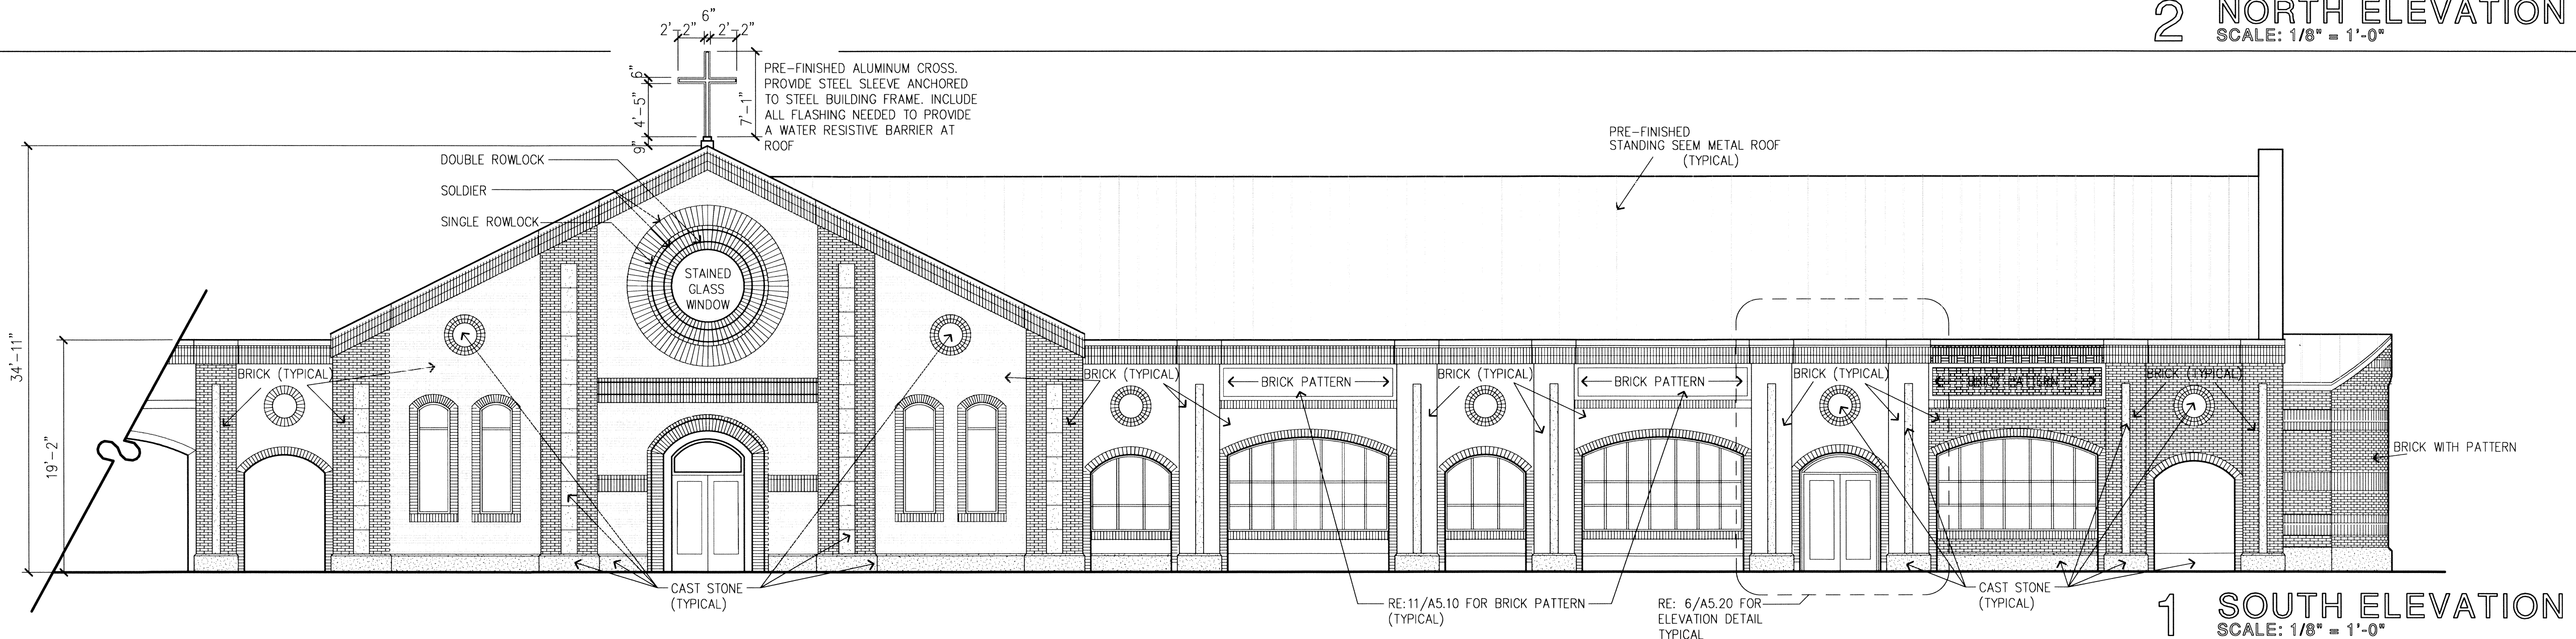 2 NORTH ELEVATION
SCALE: 1/8" = 1'-0"
6"
2'-2" 2'-2"
6"
4'-5"
9"
7'-1"
PRE-FINISHED ALUMINUM CROSS.
PROVIDE STEEL SLEEVE ANCHORED
TO STEEL BUILDING FRAME. INCLUDE
ALL FLASHING NEEDED TO PROVIDE
A WATER RESISTIVE BARRIER AT
ROOF
PRE-FINISHED
STANDING SEEM METAL ROOF
(TYPICAL)
DOUBLE ROWLOCK
SOLDIER
SINGLE ROWLOCK
STAINED
GLASS
WINDOW
34'-11"
19'-2"
BRICK (TYPICAL)
BRICK (TYPICAL)
BRICK PATTERN
BRICK (TYPICAL)
BRICK PATTERN
BRICK (TYPICAL)
BRICK PATTERN
BRICK (TYPICAL)
BRICK WITH PATTERN
CAST STONE
(TYPICAL)
RE:11/A5.10 FOR BRICK PATTERN
(TYPICAL)
RE: 6/A5.20 FOR
ELEVATION DETAIL
TYPICAL
CAST STONE
(TYPICAL)
1 SOUTH ELEVATION
SCALE: 1/8" = 1'-0"